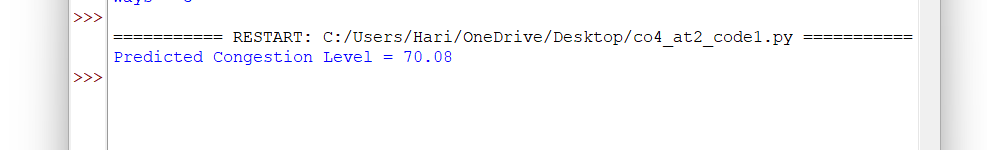 >>>
=========== RESTART: C:/Users/Hari/OneDrive/Desktop/co4_at2_code1.py ===========
Predicted Congestion Level = 70.08
>>>